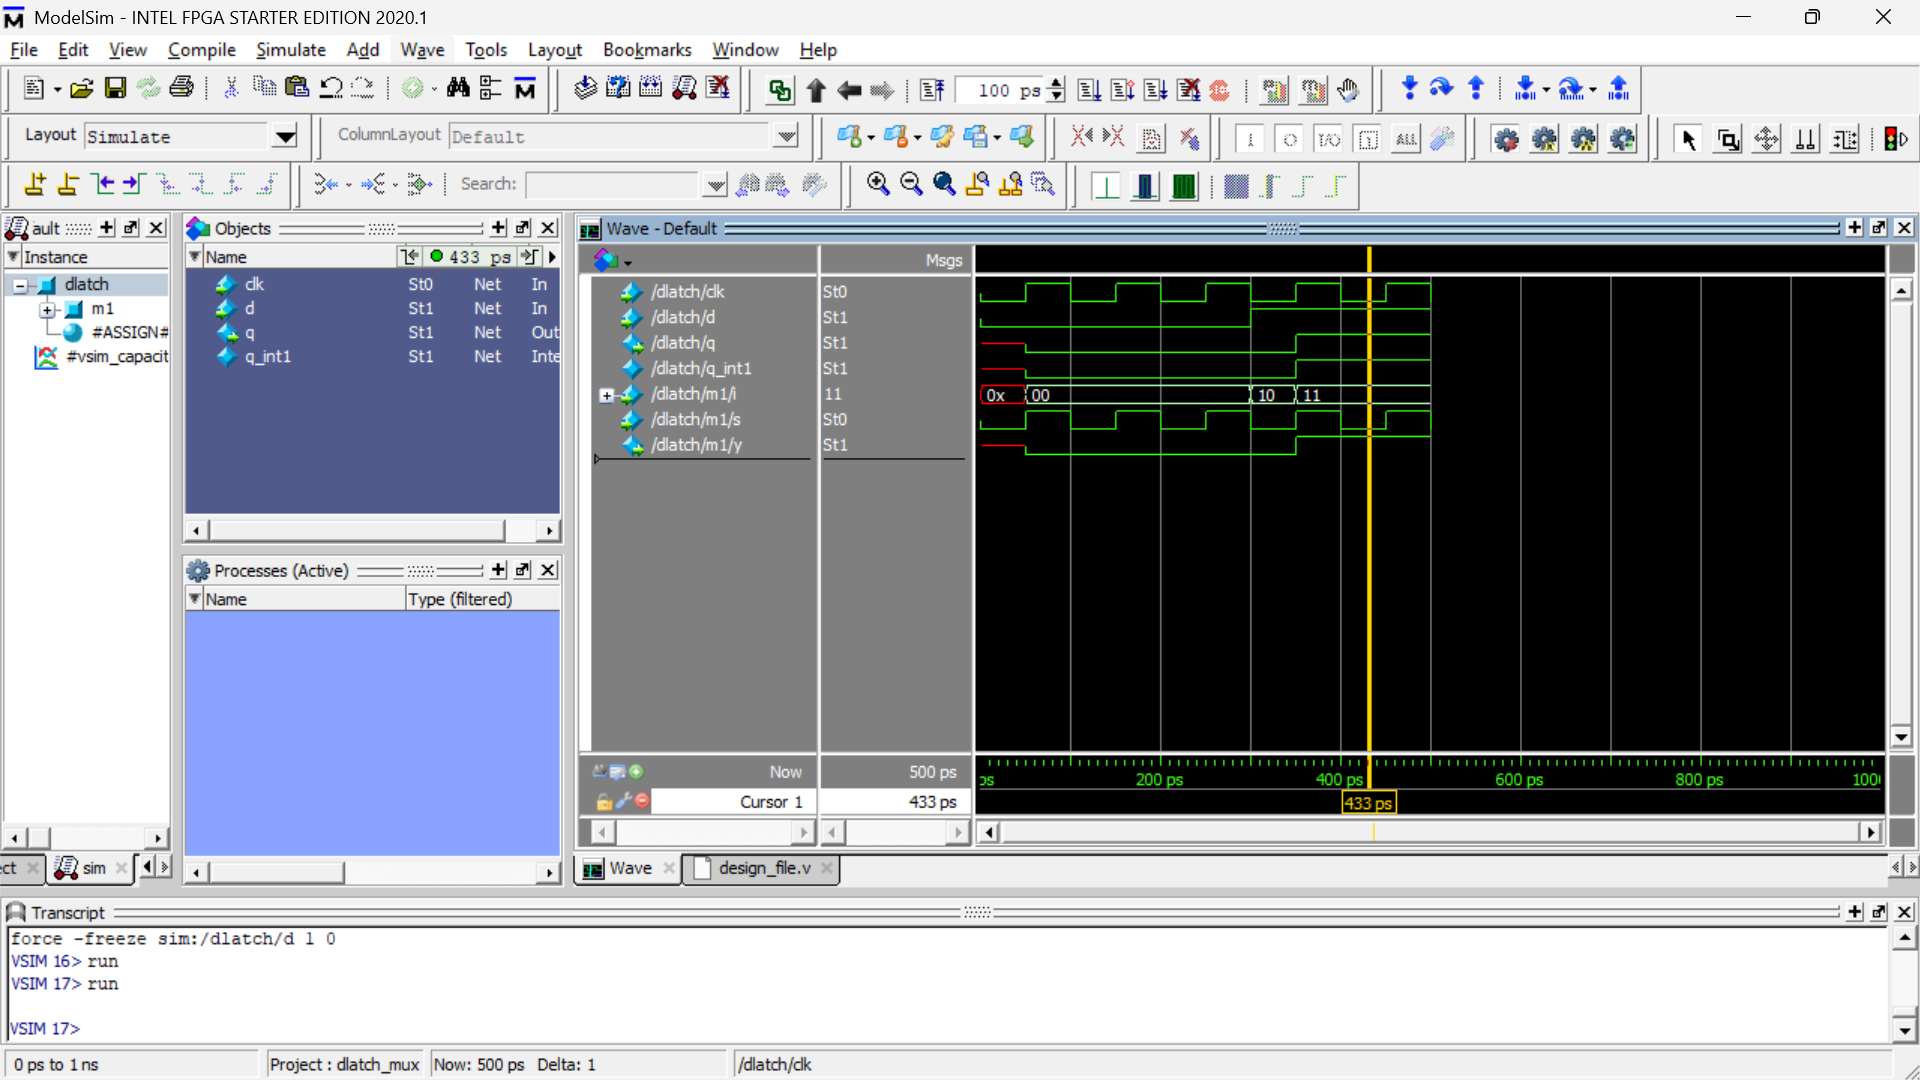 ModelSim - INTEL FPGA STARTER EDITION 2020.1
File Edit View Compile Simulate Add Wave Tools Layout Bookmarks Window Help
100 ps
Layout Simulate
ColumnLayout Default
I/O
ALL
Search:
ault
Instance
dlatch
m1
#ASSIGN#
#vsim_capacit
Objects
Name 433 ps
clk St0 Net In
d St1 Net In
q St1 Net Out
q_int1 St1 Net Inte
Processes (Active)
Name Type (filtered)
Wave - Default
Msgs
/dlatch/clk St0
/dlatch/d St1
/dlatch/q St1
/dlatch/q_int1 St1
/dlatch/m1/i 11 0x 00 10 11
/dlatch/m1/s St0
/dlatch/m1/y St1
Now 500 ps
ps 200 ps 400 ps 600 ps 800 ps 100
Cursor 1 433 ps
433 ps
ect sim
Wave design_file.v
Transcript
force -freeze sim:/dlatch/d 1 0
VSIM 16> run
VSIM 17> run
VSIM 17>
0 ps to 1 ns Project : dlatch_mux Now: 500 ps Delta: 1 /dlatch/clk